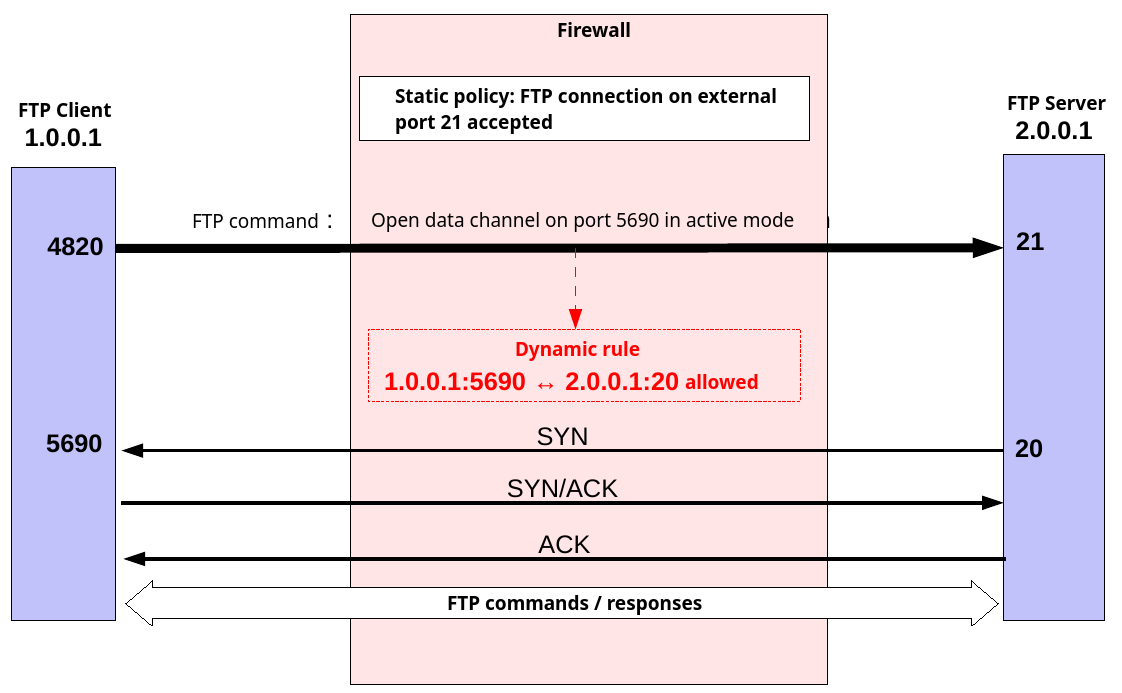 Firewall
Static policy: FTP connection on external
port 21 accepted
FTP Client
1.0.0.1
FTP Server
2.0.0.1
FTP command : Open data channel on port 5690 in active mode
4820
21
Dynamic rule
1.0.0.1:5690 ↔ 2.0.0.1:20 allowed
5690
SYN
20
SYN/ACK
ACK
FTP commands / responses